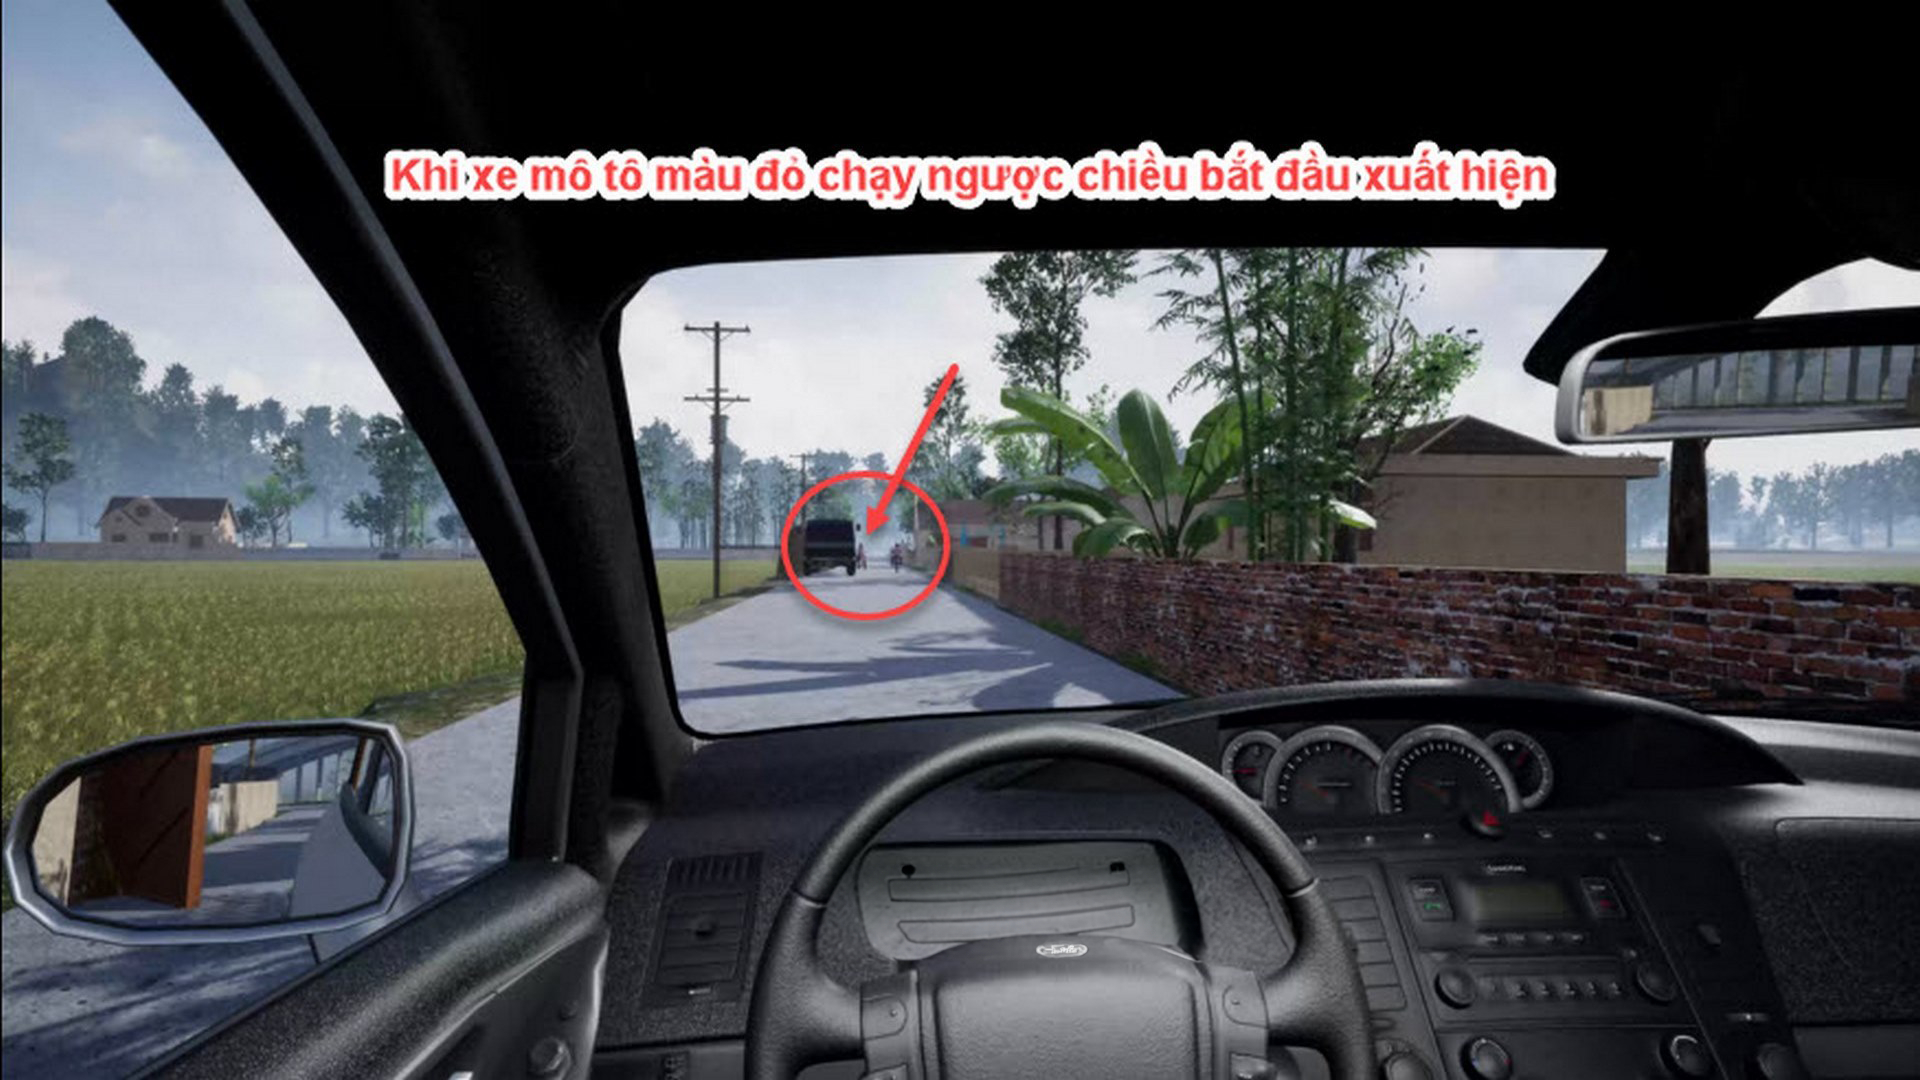 Khi xe mô tô màu đỏ chạy ngược chiều bắt đầu xuất hiện